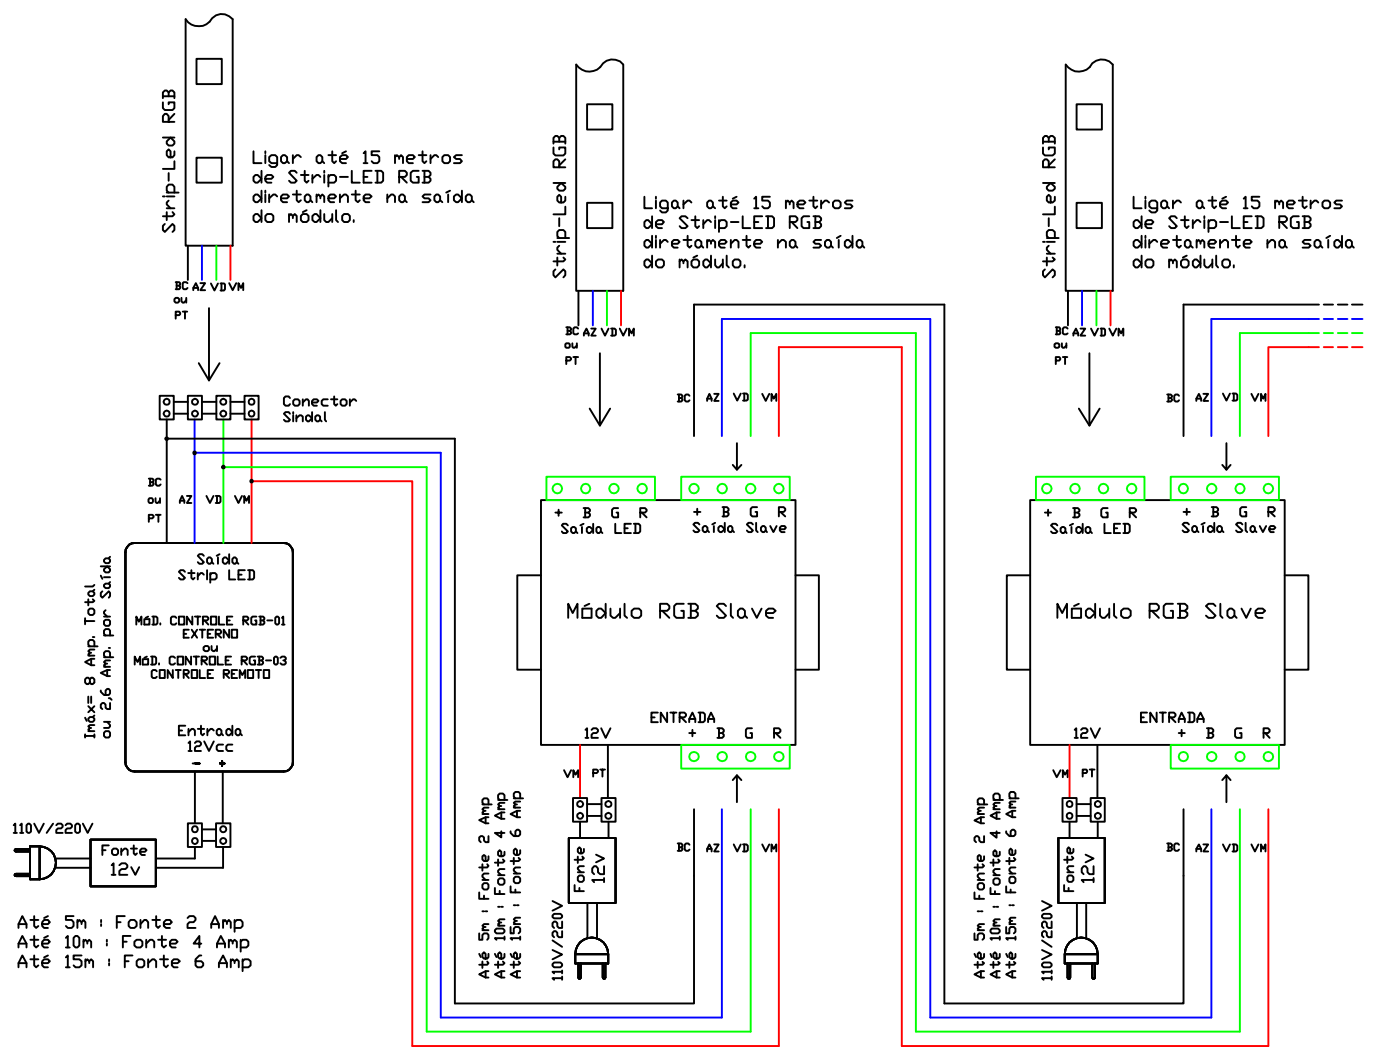 Strip-Led RGB
Ligar até 15 metros
de Strip-LED RGB
diretamente na saída
do módulo.
BC AZ VD VM
ou
PT
Conector
Sindal
BC
ou
PT
AZ VD VM
Saída
Strip LED
MóD. CONTROLE RGB-01
EXTERNO
ou
MóD. CONTROLE RGB-03
CONTROLE REMOTO
Entrada
12Vcc
- +
Imáx= 8 Amp. Total
ou 2,6 Amp. por Saída
110V/220V
Fonte
12v
Até 5m : Fonte 2 Amp
Até 10m : Fonte 4 Amp
Até 15m : Fonte 6 Amp
Strip-Led RGB
Ligar até 15 metros
de Strip-LED RGB
diretamente na saída
do módulo.
BC AZ VD VM
ou
PT
BC AZ VD VM
+ B G R
Saída LED
+ B G R
Saída Slave
Módulo RGB Slave
ENTRADA
12V
+ B G R
VM PT
Fonte
12v
110V/220V
Até 5m : Fonte 2 Amp
Até 10m : Fonte 4 Amp
Até 15m : Fonte 6 Amp
BC AZ VD VM
Strip-Led RGB
Ligar até 15 metros
de Strip-LED RGB
diretamente na saída
do módulo.
BC AZ VD VM
ou
PT
BC AZ VD VM
+ B G R
Saída LED
+ B G R
Saída Slave
Módulo RGB Slave
ENTRADA
12V
+ B G R
VM PT
Fonte
12v
110V/220V
Até 5m : Fonte 2 Amp
Até 10m : Fonte 4 Amp
Até 15m : Fonte 6 Amp
BC AZ VD VM